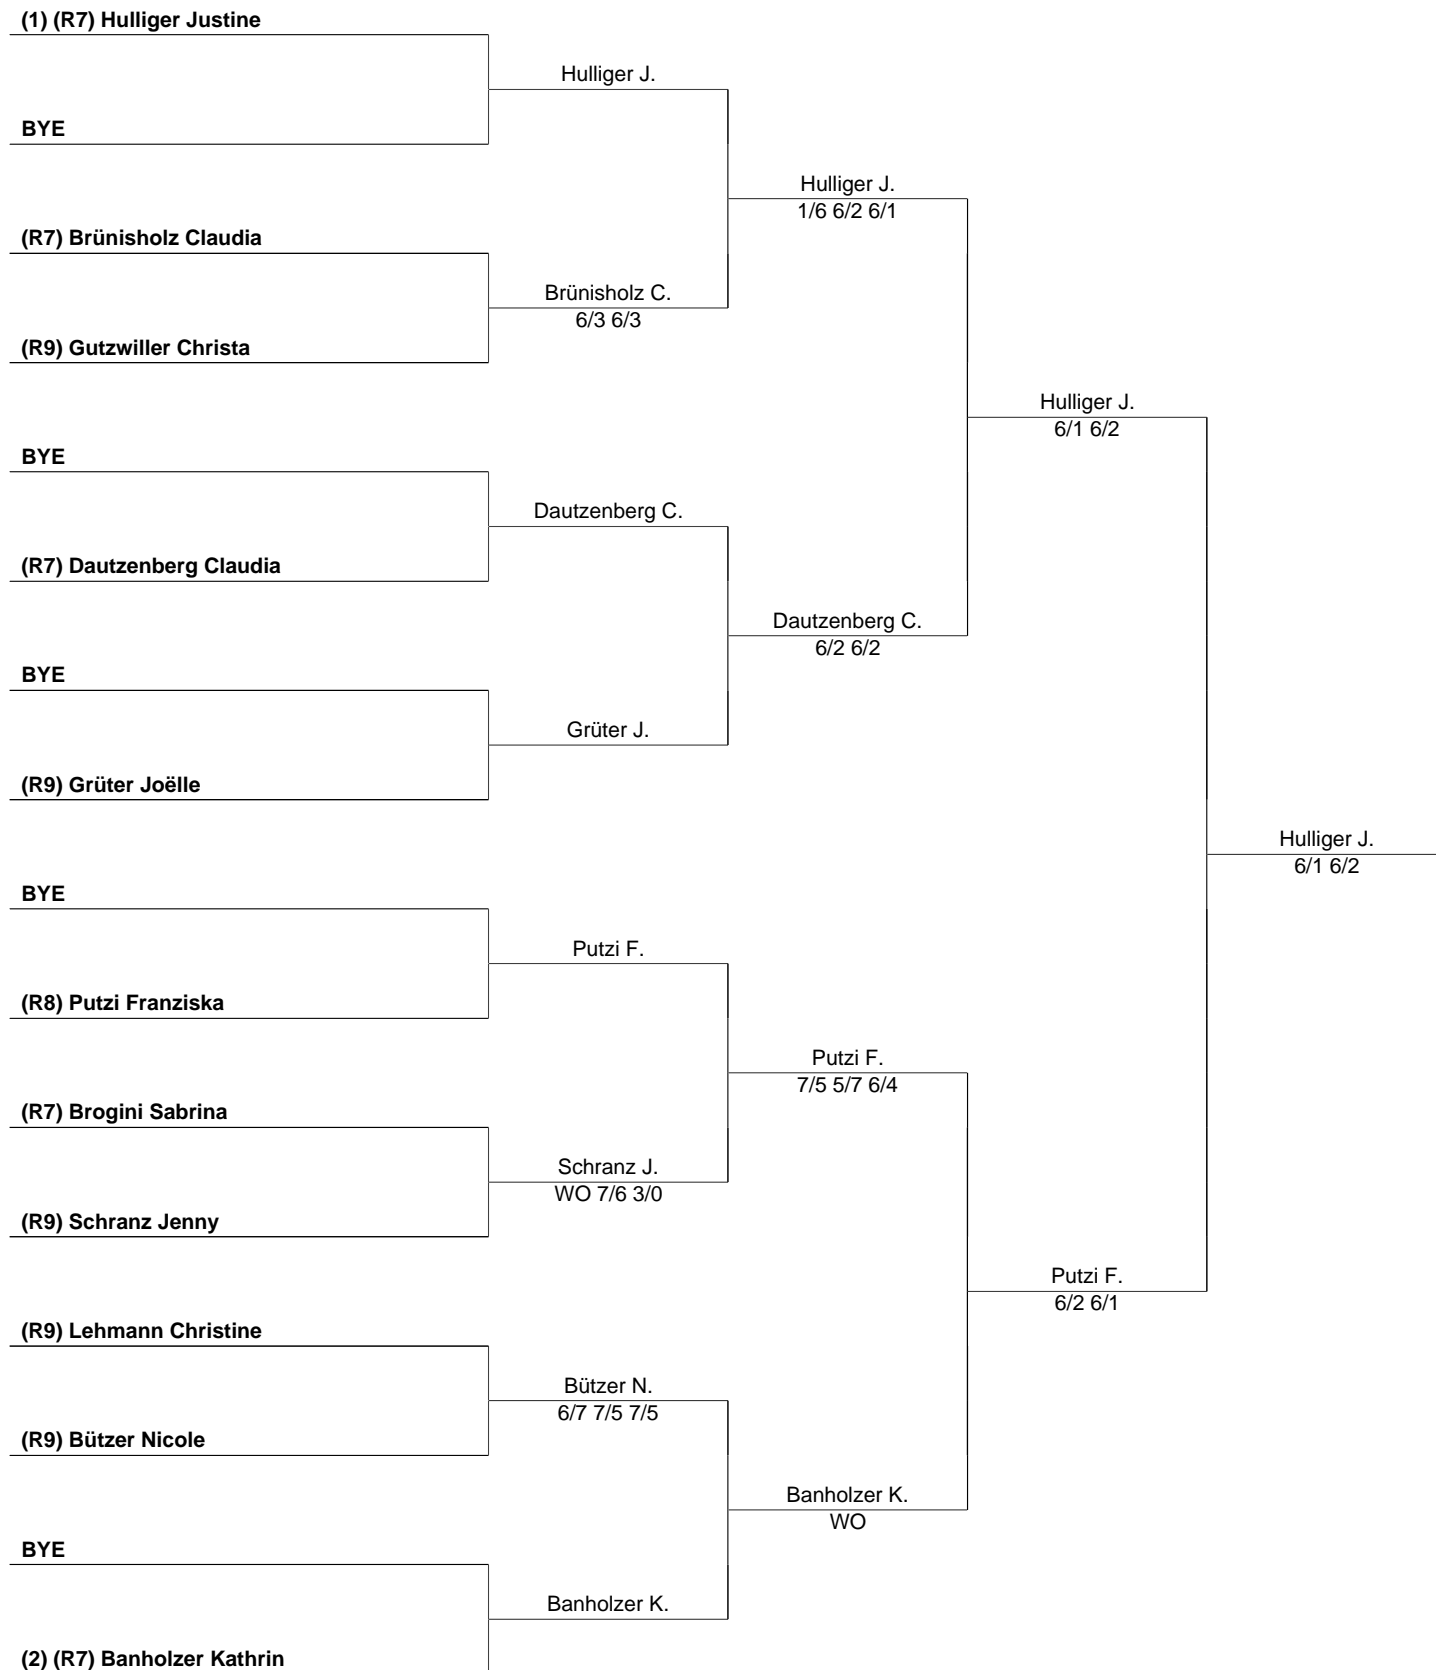 (1) (R7) Hulliger Justine
Hulliger J.
BYE
Hulliger J.
1/6 6/2 6/1
(R7) Brünisholz Claudia
Brünisholz C.
6/3 6/3
(R9) Gutzwiller Christa
Hulliger J.
6/1 6/2
BYE
Dautzenberg C.
(R7) Dautzenberg Claudia
Dautzenberg C.
6/2 6/2
BYE
Grüter J.
(R9) Grüter Joëlle
Hulliger J.
6/1 6/2
BYE
Putzi F.
(R8) Putzi Franziska
Putzi F.
7/5 5/7 6/4
(R7) Brogini Sabrina
Schranz J.
WO 7/6 3/0
(R9) Schranz Jenny
Putzi F.
6/2 6/1
(R9) Lehmann Christine
Bützer N.
6/7 7/5 7/5
(R9) Bützer Nicole
Banholzer K.
WO
BYE
Banholzer K.
(2) (R7) Banholzer Kathrin